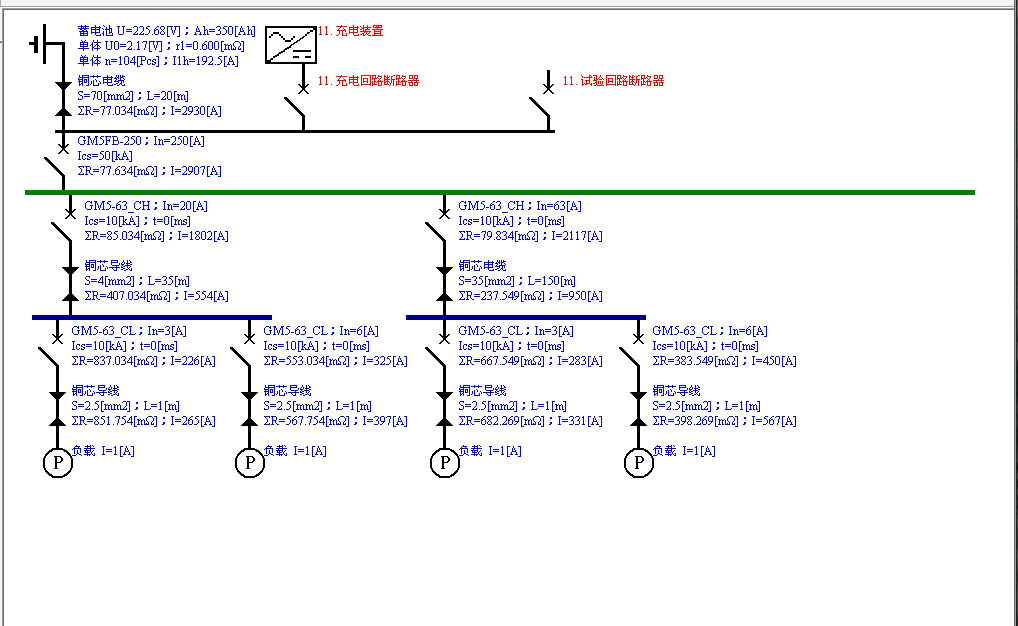 蓄电池 U=225.68[V]；Ah=350[Ah]
单体 U0=2.17[V]；r1=0.600[mΩ]
单体 n=104[Pcs]；I1h=192.5[A]
11. 充电装置
铜芯电缆
S=70[mm2]；L=20[m]
ΣR=77.034[mΩ]；I=2930[A]
11. 充电回路断路器
11. 试验回路断路器
GM5FB-250；In=250[A]
Ics=50[kA]
ΣR=77.634[mΩ]；I=2907[A]
GM5-63_CH；In=20[A]
Ics=10[kA]；t=0[ms]
ΣR=85.034[mΩ]；I=1802[A]
GM5-63_CH；In=63[A]
Ics=10[kA]；t=0[ms]
ΣR=79.834[mΩ]；I=2117[A]
铜芯导线
S=4[mm2]；L=35[m]
ΣR=407.034[mΩ]；I=554[A]
铜芯电缆
S=35[mm2]；L=150[m]
ΣR=237.549[mΩ]；I=950[A]
GM5-63_CL；In=3[A]
Ics=10[kA]；t=0[ms]
ΣR=837.034[mΩ]；I=226[A]
GM5-63_CL；In=6[A]
Ics=10[kA]；t=0[ms]
ΣR=553.034[mΩ]；I=325[A]
GM5-63_CL；In=3[A]
Ics=10[kA]；t=0[ms]
ΣR=667.549[mΩ]；I=283[A]
GM5-63_CL；In=6[A]
Ics=10[kA]；t=0[ms]
ΣR=383.549[mΩ]；I=450[A]
铜芯导线
S=2.5[mm2]；L=1[m]
ΣR=851.754[mΩ]；I=265[A]
铜芯导线
S=2.5[mm2]；L=1[m]
ΣR=567.754[mΩ]；I=397[A]
铜芯导线
S=2.5[mm2]；L=1[m]
ΣR=682.269[mΩ]；I=331[A]
铜芯导线
S=2.5[mm2]；L=1[m]
ΣR=398.269[mΩ]；I=567[A]
负载 I=1[A]
P
负载 I=1[A]
P
负载 I=1[A]
P
负载 I=1[A]
P